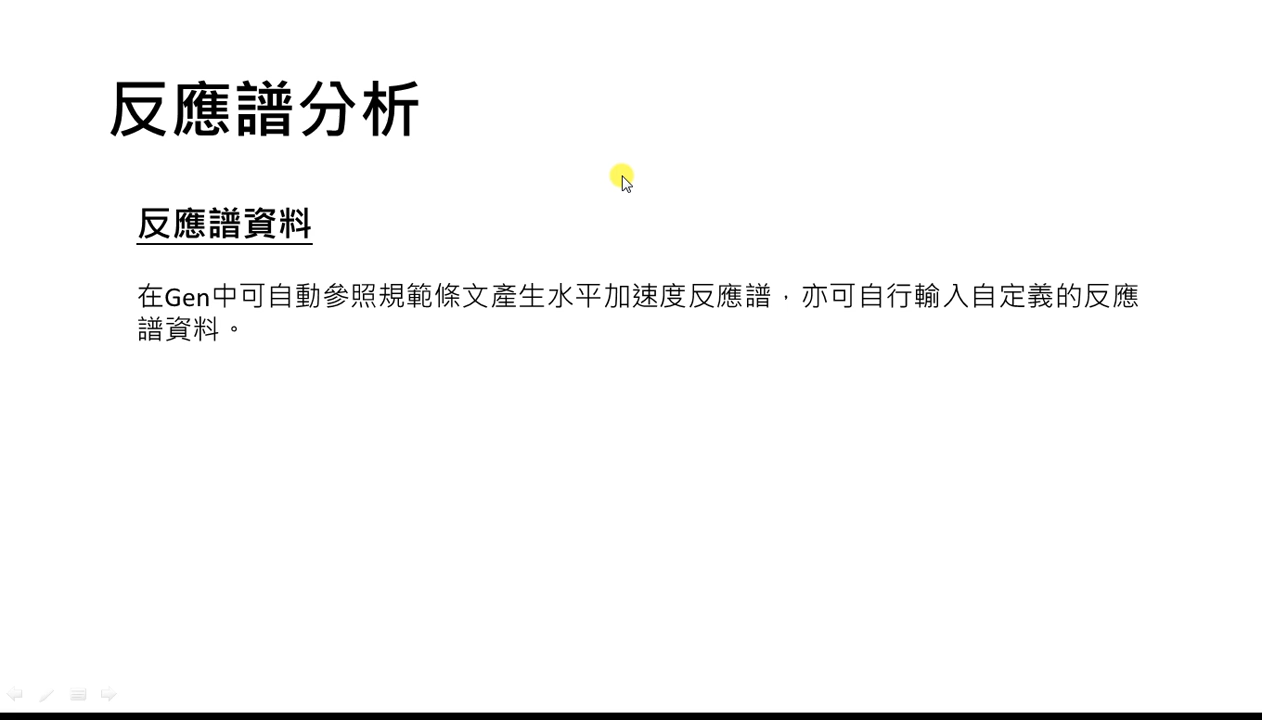 反應譜分析
反應譜資料
在Gen中可自動參照規範條文產生水平加速度反應譜，亦可自行輸入自定義的反應
譜資料。